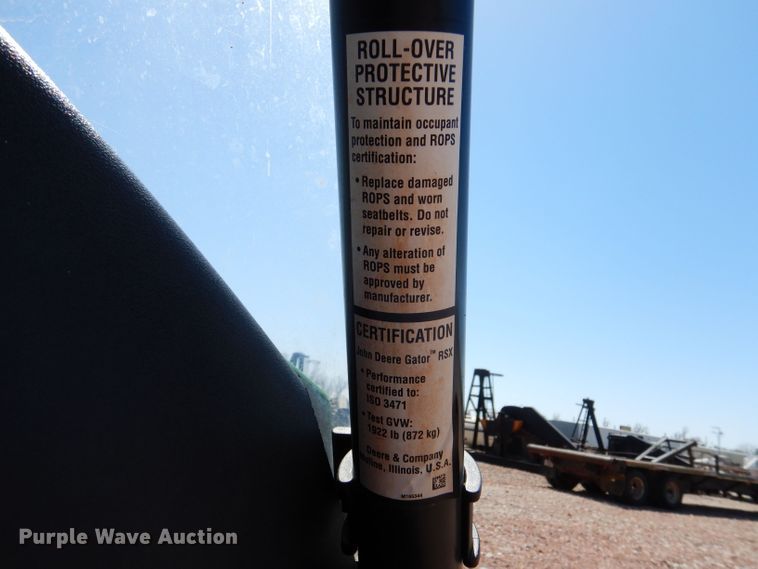 ROLL-OVER
PROTECTIVE
STRUCTURE
To maintain occupant
protection and ROPS
certification:
• Replace damaged
ROPS and worn
seatbelts. Do not
repair or revise.
• Any alteration of
ROPS must be
approved by
manufacturer.
CERTIFICATION
John Deere Gator™ RSX
• Performance
certified to:
ISO 3471
• Test GVW:
1922 lb (872 kg)
Deere & Company
Moline, Illinois, U.S.A.
Purple Wave Auction